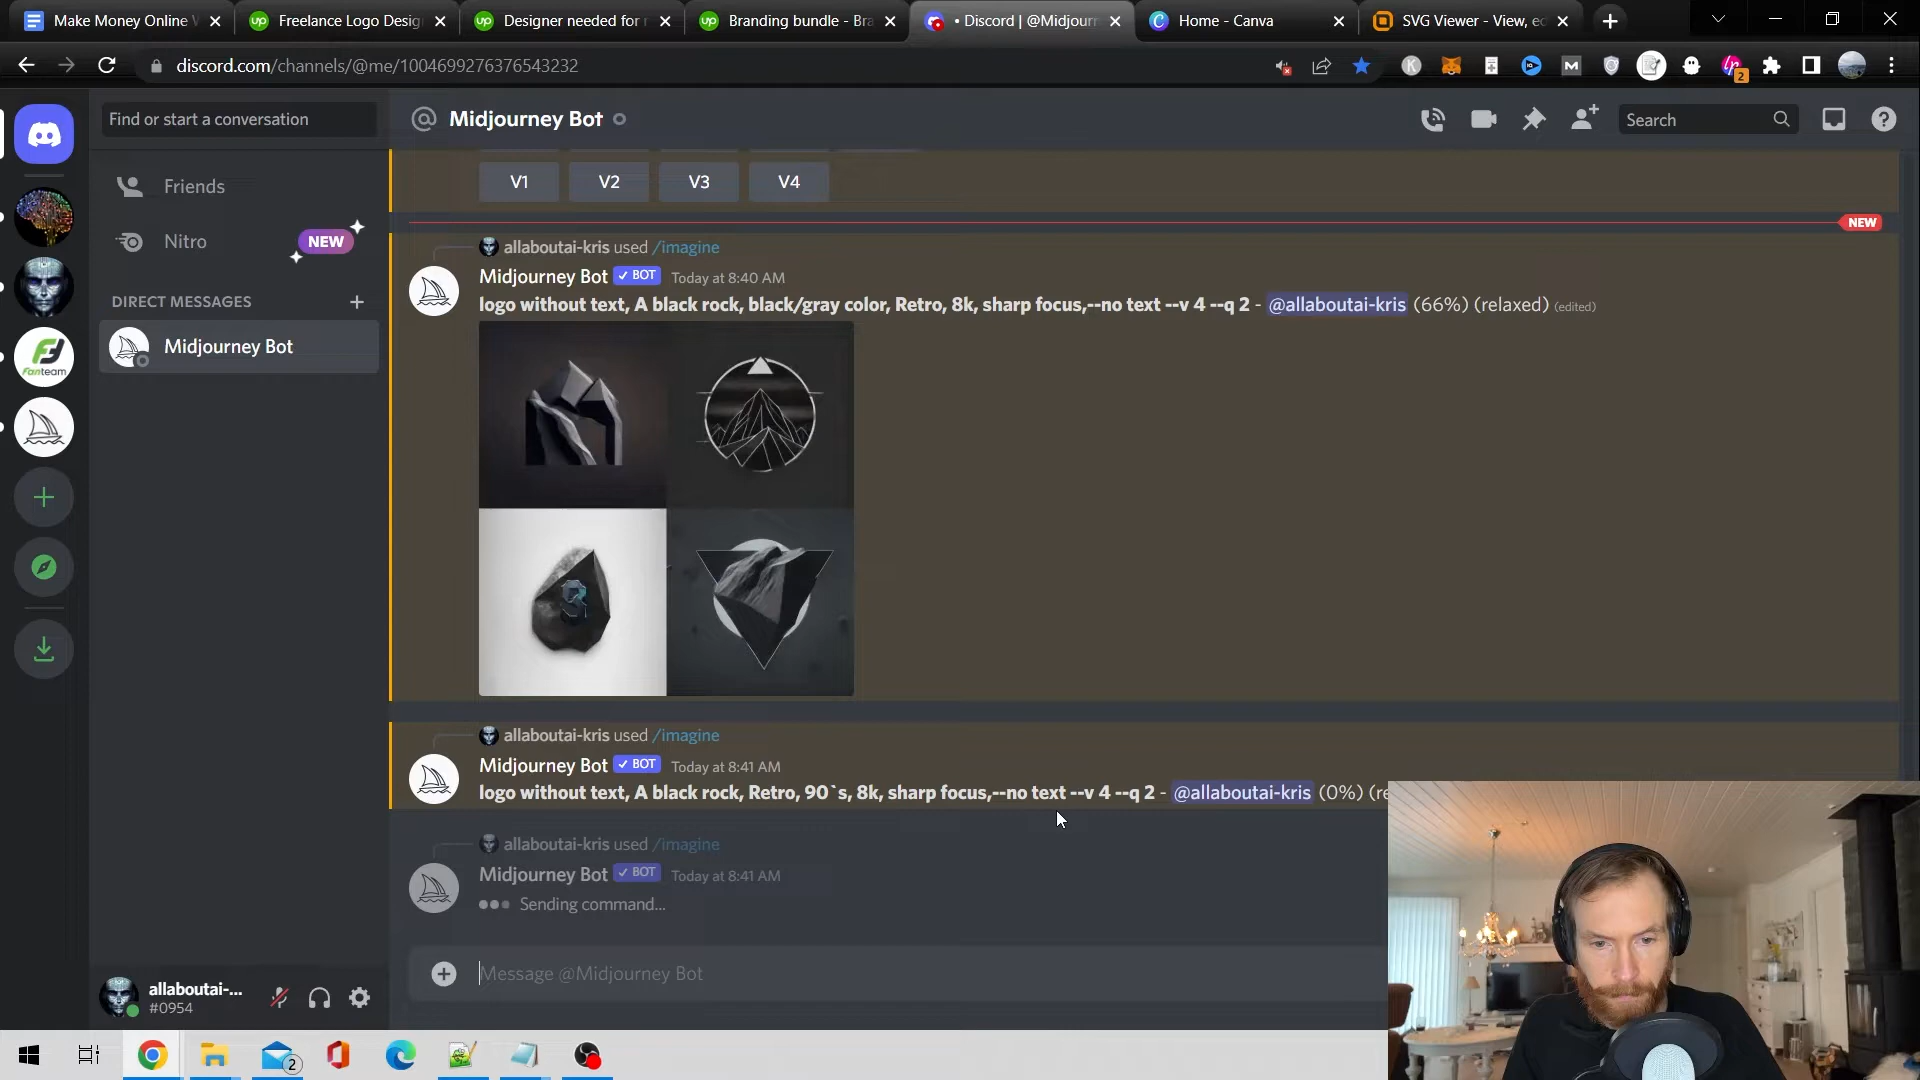 Make Money Online V
Freelance Logo Desig
Designer needed for
Branding bundle - Bra
• Discord | @Midjourn
Home - Canva
SVG Viewer - View, ed
discord.com/channels/@me/1004699276376543232
2
Find or start a conversation
Midjourney Bot
Search
Friends
Nitro
NEW
DIRECT MESSAGES
Midjourney Bot
Fanteam
V1 V2 V3 V4
NEW
allaboutai-kris used /imagine
Midjourney Bot ✓ BOT Today at 8:40 AM
logo without text, A black rock, black/gray color, Retro, 8k, sharp focus,--no text --v 4 --q 2 - @allaboutai-kris (66%) (relaxed) (edited)
allaboutai-kris used /imagine
Midjourney Bot ✓ BOT Today at 8:41 AM
logo without text, A black rock, Retro, 90`s, 8k, sharp focus,--no text --v 4 --q 2 - @allaboutai-kris (0%) (re
allaboutai-kris used /imagine
Midjourney Bot ✓ BOT Today at 8:41 AM
Sending command...
Message @Midjourney Bot
allaboutai-...
#0954
2